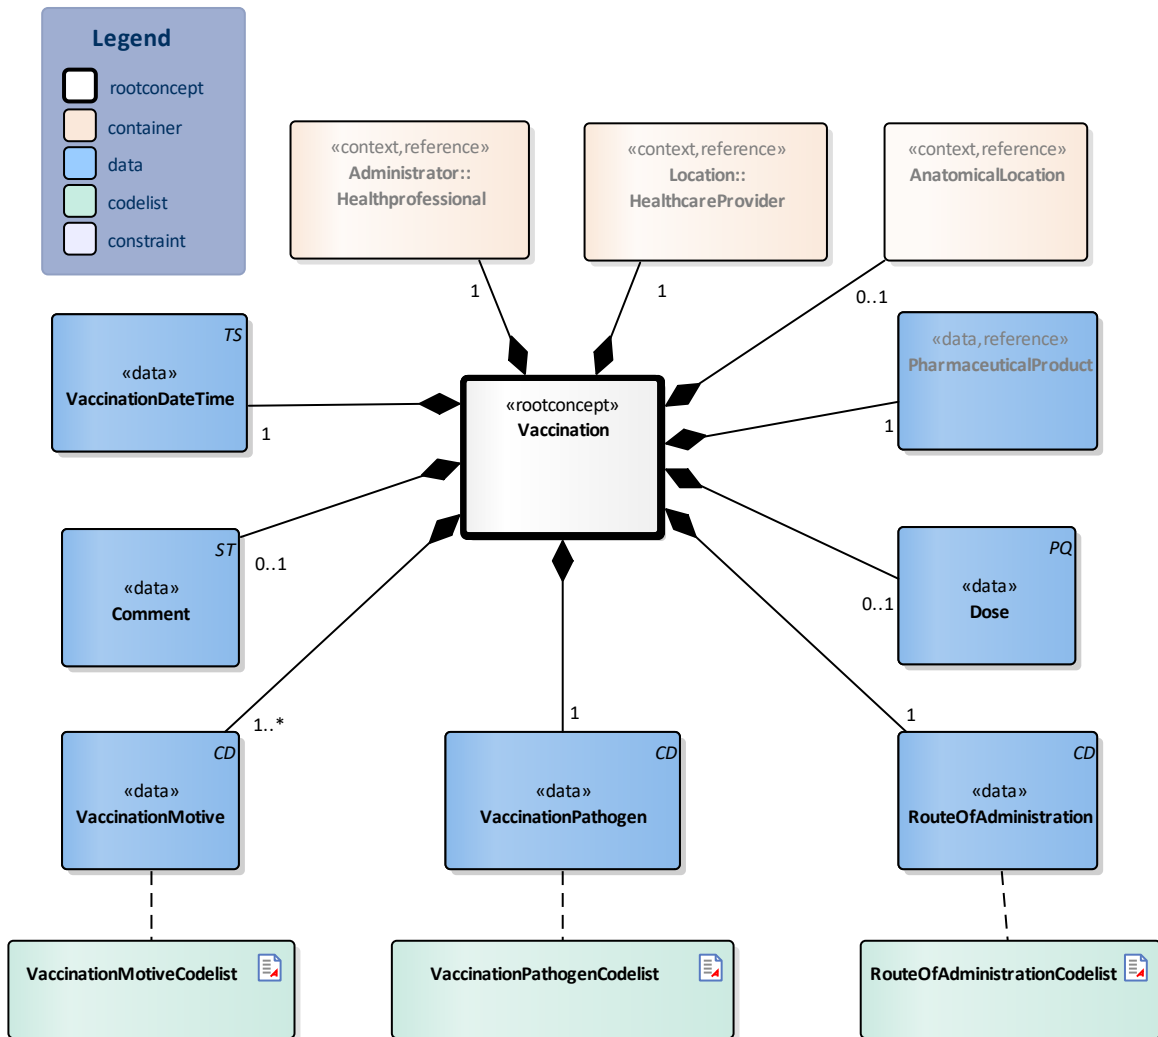 Legend
rootconcept
container
data
codelist
constraint
«context,reference»
Administrator::
Healthprofessional
«context,reference»
Location::
HealthcareProvider
«context,reference»
AnatomicalLocation
1
1
0..1
TS
«data»
VaccinationDateTime
1
«rootconcept»
Vaccination
«data,reference»
PharmaceuticalProduct
1
ST
«data»
Comment
0..1
PQ
«data»
Dose
0..1
CD
«data»
VaccinationMotive
1..*
CD
«data»
VaccinationPathogen
1
CD
«data»
RouteOfAdministration
1
VaccinationMotiveCodelist
VaccinationPathogenCodelist
RouteOfAdministrationCodelist